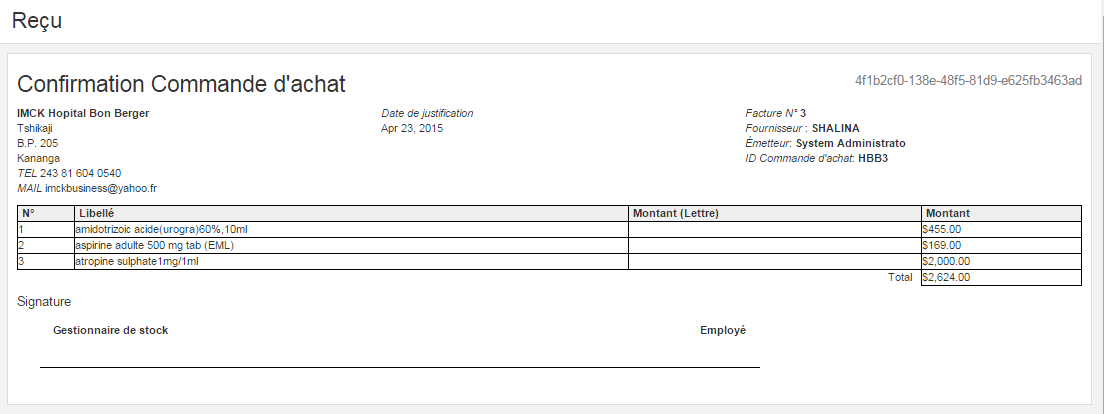 Reçu
Confirmation Commande d'achat
4f1b2cf0-138e-48f5-81d9-e625fb3463ad
IMCK Hopital Bon Berger
Tshikaji
B.P. 205
Kananga
TEL 243 81 604 0540
MAIL imckbusiness@yahoo.fr
Date de justification
Apr 23, 2015
Facture N° 3
Fournisseur : SHALINA
Émetteur: System Administrato
ID Commande d'achat: HBB3
N° Libellé Montant (Lettre) Montant
1 amidotrizoic acide(urogra)60%,10ml $455.00
2 aspirine adulte 500 mg tab (EML) $169.00
3 atropine sulphate1mg/1ml $2,000.00
Total $2,624.00
Signature
Gestionnaire de stock Employé